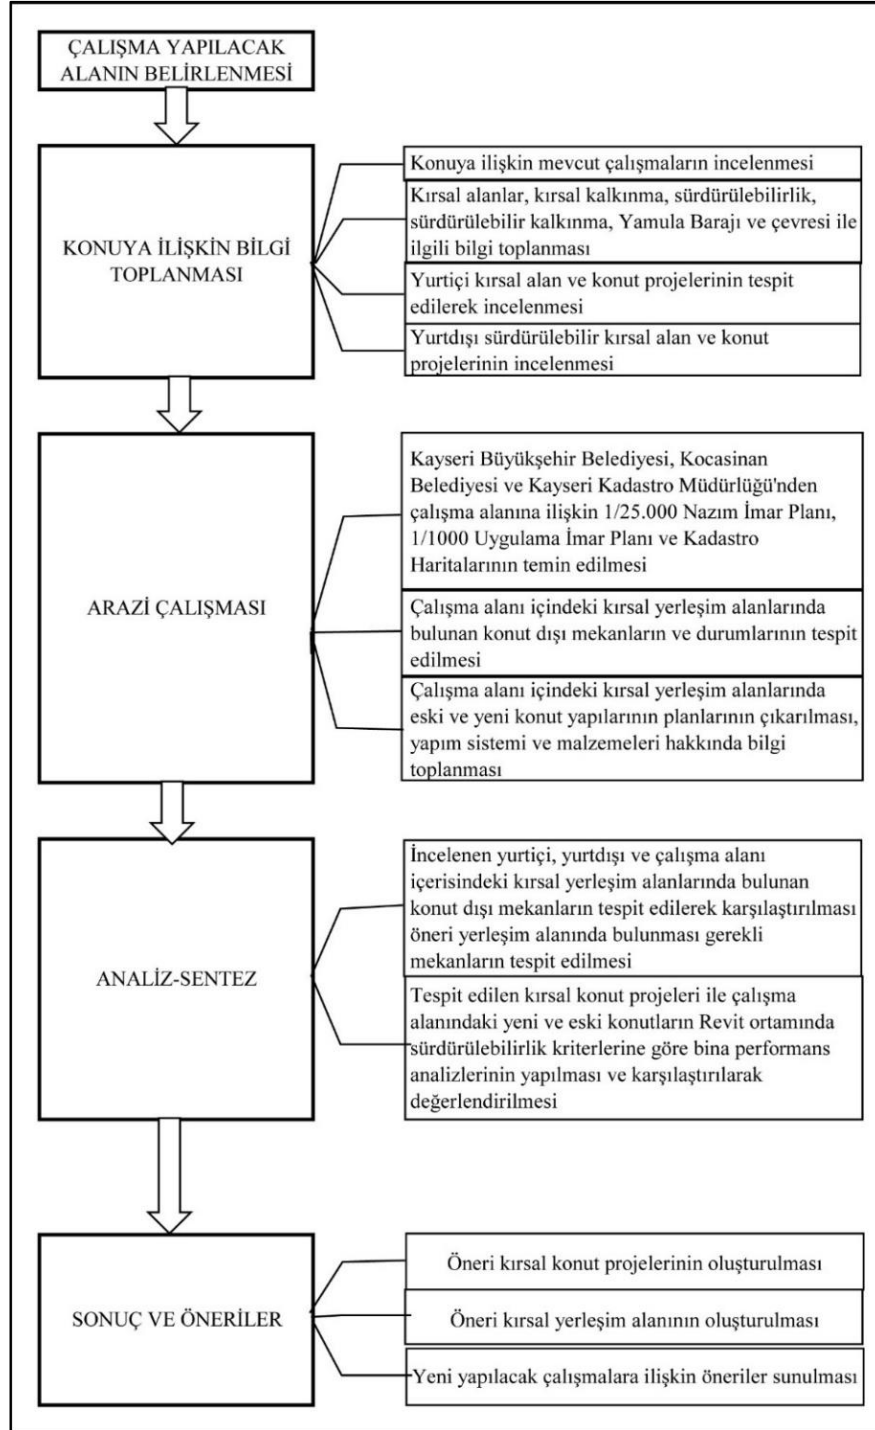 ÇALIŞMA YAPILACAK
ALANIN BELİRLENMESİ
KONUYA İLİŞKİN BİLGİ
TOPLANMASI
Konuya ilişkin mevcut çalışmaların incelenmesi
Kırsal alanlar, kırsal kalkınma, sürdürülebilirlik,
sürdürülebilir kalkınma, Yamula Barajı ve çevresi ile
ilgili bilgi toplanması
Yurtiçi kırsal alan ve konut projelerinin tespit
edilerek incelenmesi
Yurtdışı sürdürülebilir kırsal alan ve konut
projelerinin incelenmesi
ARAZİ ÇALIŞMASI
Kayseri Büyükşehir Belediyesi, Kocasinan
Belediyesi ve Kayseri Kadastro Müdürlüğü'nden
çalışma alanına ilişkin 1/25.000 Nazım İmar Planı,
1/1000 Uygulama İmar Planı ve Kadastro
Haritalarının temin edilmesi
Çalışma alanı içindeki kırsal yerleşim alanlarında
bulunan konut dışı mekanların ve durumlarının tespit
edilmesi
Çalışma alanı içindeki kırsal yerleşim alanlarında
eski ve yeni konut yapılarının planlarının çıkarılması,
yapım sistemi ve malzemeleri hakkında bilgi
toplanması
ANALİZ-SENTEZ
İncelenen yurtiçi, yurtdışı ve çalışma alanı
içerisindeki kırsal yerleşim alanlarında bulunan
konut dışı mekanların tespit edilerek karşılaştırılması
öneri yerleşim alanında bulunması gerekli
mekanların tespit edilmesi
Tespit edilen kırsal konut projeleri ile çalışma
alanındaki yeni ve eski konutların Revit ortamında
sürdürülebilirlik kriterlerine göre bina performans
analizlerinin yapılması ve karşılaştırılarak
değerlendirilmesi
SONUÇ VE ÖNERİLER
Öneri kırsal konut projelerinin oluşturulması
Öneri kırsal yerleşim alanının oluşturulması
Yeni yapılacak çalışmalara ilişkin öneriler sunulması